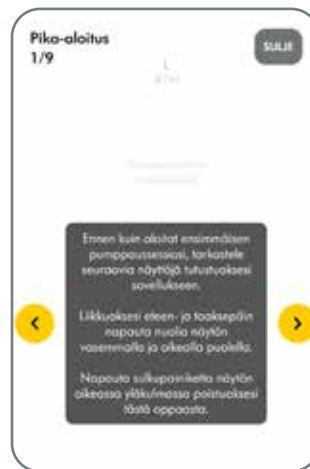 Pika-aloitus
1/9
SULJE
L
Ennen kuin aloitat ensimmäisen
pumppaussessiosi, tarkastele
seuraavia näyttöjä tutustuaksesi
sovellukseen.
Liikkuaksesi eteen- ja taaksepäin
napauta nuolia näytön
vasemmalla ja oikealla puolella.
Napauta sulkupainiketta näytön
oikeassa yläkulmassa poistuaksesi
tästä oppaasta.